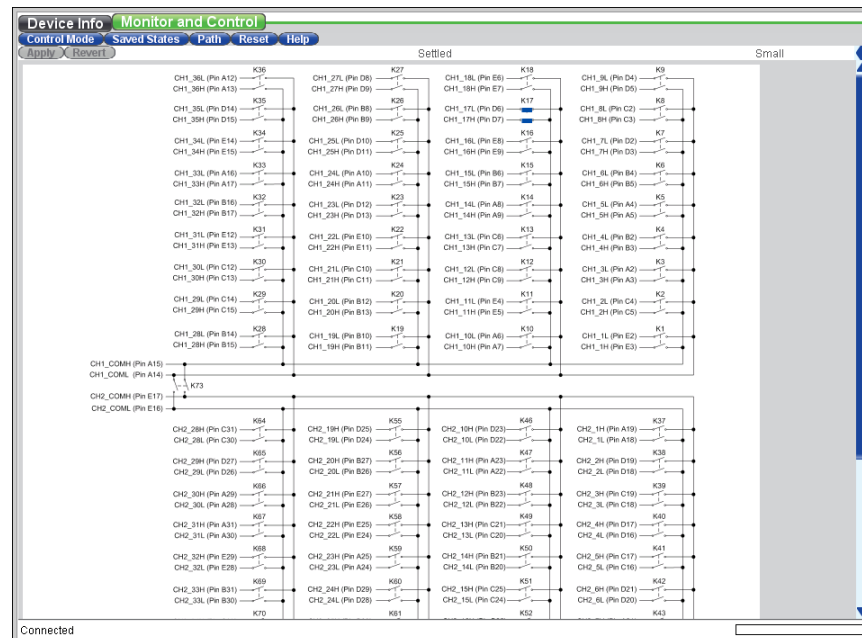 Device Info Monitor and Control
Control Mode Saved States Path Reset Help
Apply Revert Settled Small
K36 K27 K18 K9
CH1_36L (Pin A12) CH1_27L (Pin D8) CH1_18L (Pin E6) CH1_9L (Pin D4)
CH1_36H (Pin A13) CH1_27H (Pin D9) CH1_18H (Pin E7) CH1_9H (Pin D5)
K35 K26 K17 K8
CH1_35L (Pin D14) CH1_26L (Pin B8) CH1_17L (Pin D6) CH1_8L (Pin C2)
CH1_35H (Pin D15) CH1_26H (Pin B9) CH1_17H (Pin D7) CH1_8H (Pin C3)
K34 K25 K16 K7
CH1_34L (Pin E14) CH1_25L (Pin D10) CH1_16L (Pin E8) CH1_7L (Pin D2)
CH1_34H (Pin E15) CH1_25H (Pin D11) CH1_16H (Pin E9) CH1_7H (Pin D3)
K33 K24 K15 K6
CH1_33L (Pin A16) CH1_24L (Pin A10) CH1_15L (Pin B6) CH1_6L (Pin B4)
CH1_33H (Pin A17) CH1_24H (Pin A11) CH1_15H (Pin B7) CH1_6H (Pin B5)
K32 K23 K14 K5
CH1_32L (Pin B16) CH1_23L (Pin D12) CH1_14L (Pin A8) CH1_5L (Pin A4)
CH1_32H (Pin B17) CH1_23H (Pin D13) CH1_14H (Pin A9) CH1_5H (Pin A5)
K31 K22 K13 K4
CH1_31L (Pin E12) CH1_22L (Pin E10) CH1_13L (Pin C6) CH1_4L (Pin B2)
CH1_31H (Pin E13) CH1_22H (Pin E11) CH1_13H (Pin C7) CH1_4H (Pin B3)
K30 K21 K12 K3
CH1_30L (Pin C12) CH1_21L (Pin C10) CH1_12L (Pin C8) CH1_3L (Pin A2)
CH1_30H (Pin C13) CH1_21H (Pin C11) CH1_12H (Pin C9) CH1_3H (Pin A3)
K29 K20 K11 K2
CH1_29L (Pin C14) CH1_20L (Pin B12) CH1_11L (Pin E4) CH1_2L (Pin C4)
CH1_29H (Pin C15) CH1_20H (Pin B13) CH1_11H (Pin E5) CH1_2H (Pin C5)
K28 K19 K10 K1
CH1_28L (Pin B14) CH1_19L (Pin B10) CH1_10L (Pin A6) CH1_1L (Pin E2)
CH1_28H (Pin B15) CH1_19H (Pin B11) CH1_10H (Pin A7) CH1_1H (Pin E3)
CH1_COMH (Pin A15)
CH1_COML (Pin A14)
K73
CH2_COMH (Pin E17)
CH2_COML (Pin E16)
K64 K55 K46 K37
CH2_28H (Pin C31) CH2_19H (Pin D25) CH2_10H (Pin D23) CH2_1H (Pin A19)
CH2_28L (Pin C30) CH2_19L (Pin D24) CH2_10L (Pin D22) CH2_1L (Pin A18)
K65 K56 K47 K38
CH2_29H (Pin D27) CH2_20H (Pin B27) CH2_11H (Pin A23) CH2_2H (Pin D19)
CH2_29L (Pin D26) CH2_20L (Pin B26) CH2_11L (Pin A22) CH2_2L (Pin D18)
K66 K57 K48 K39
CH2_30H (Pin A29) CH2_21H (Pin E27) CH2_12H (Pin B23) CH2_3H (Pin C19)
CH2_30L (Pin A28) CH2_21L (Pin E26) CH2_12L (Pin B22) CH2_3L (Pin C18)
K67 K58 K49 K40
CH2_31H (Pin A31) CH2_22H (Pin E25) CH2_13H (Pin C21) CH2_4H (Pin D17)
CH2_31L (Pin A30) CH2_22L (Pin E24) CH2_13L (Pin C20) CH2_4L (Pin D16)
K68 K59 K50 K41
CH2_32H (Pin E29) CH2_23H (Pin A25) CH2_14H (Pin B21) CH2_5H (Pin C17)
CH2_32L (Pin E28) CH2_23L (Pin A24) CH2_14L (Pin B20) CH2_5L (Pin C16)
K69 K60 K51 K42
CH2_33H (Pin B31) CH2_24H (Pin D29) CH2_15H (Pin C25) CH2_6H (Pin D21)
CH2_33L (Pin B30) CH2_24L (Pin D28) CH2_15L (Pin C24) CH2_6L (Pin D20)
K70 K61 K52 K43
Connected